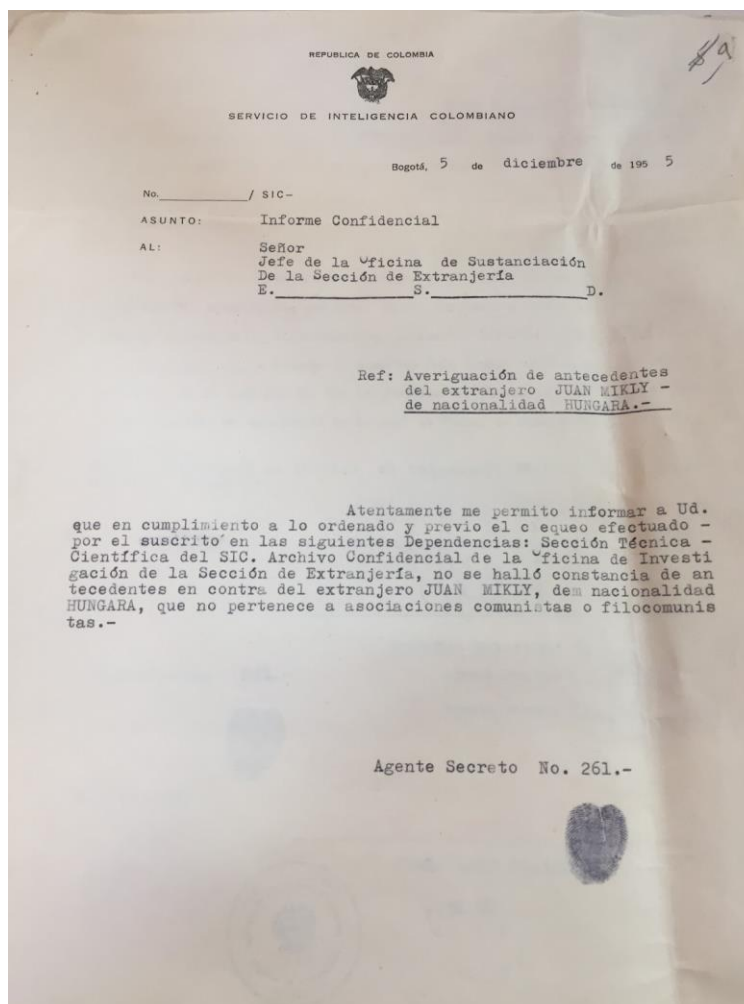 REPUBLICA DE COLOMBIA
SERVICIO DE INTELIGENCIA COLOMBIANO
Bogotá, 5 de diciembre de 195 5
No.__________/ SIC-
ASUNTO: Informe Confidencial
AL: Señor
Jefe de la Oficina de Sustanciación
De la Sección de Extranjería
E.______________S.________________D.
Ref: Averiguación de antecedentes
del extranjero JUAN MIKLY -
de nacionalidad HUNGARA.-
Atentamente me permito informar a Ud.
que en cumplimiento a lo ordenado y previo el c equeo efectuado -
por el suscrito en las siguientes Dependencias: Sección Técnica -
Científica del SIC. Archivo Confidencial de la Oficina de Investi
gación de la Sección de Extranjería, no se halló constancia de an
tecedentes en contra del extranjero JUAN MIKLY, dem nacionalidad
HUNGARA, que no pertenece a asociaciones comunistas o filocomunis
tas.-
Agente Secreto No. 261.-